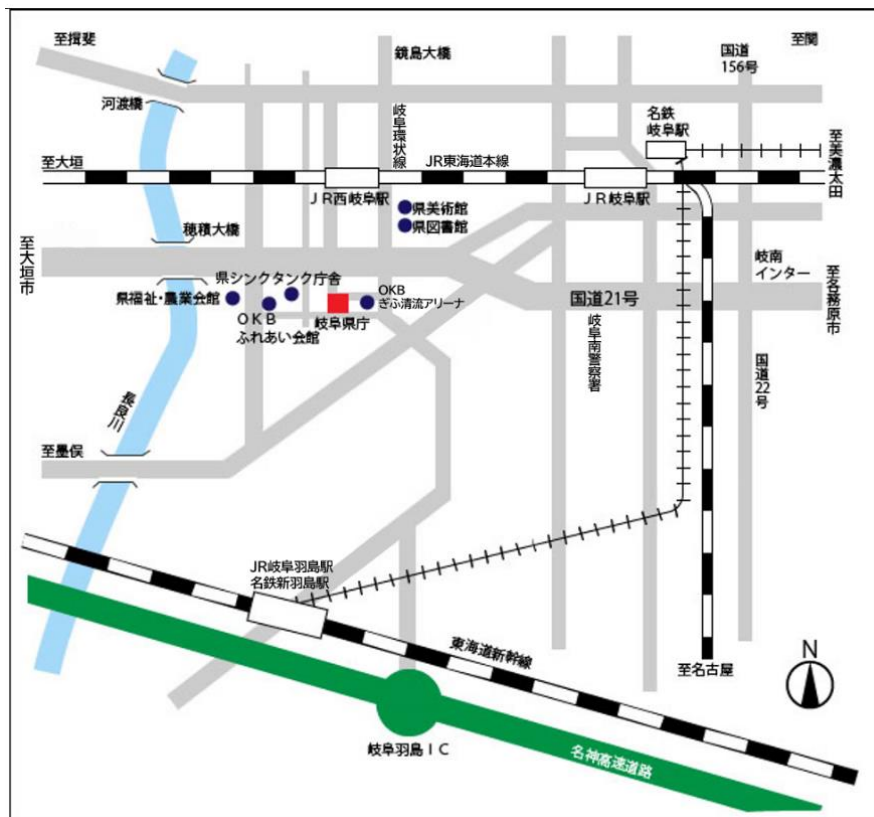 至揖斐
鏡島大橋
国道
156号
至関
河渡橋
岐阜環状線
名鉄
岐阜駅
至美濃太田
至大垣
JR東海道本線
ＪＲ西岐阜駅
ＪＲ岐阜駅
県美術館
県図書館
穂積大橋
至大垣市
岐南
インター
県シンクタンク庁舎
県福祉・農業会館
ＯＫＢ
ふれあい会館
岐阜県庁
OKB
ぎふ清流アリーナ
国道21号
至各務原市
岐阜南警察署
国道22号
長良川
至墨俣
JR岐阜羽島駅
名鉄新羽島駅
東海道新幹線
至名古屋
N
岐阜羽島ＩＣ
名神高速道路